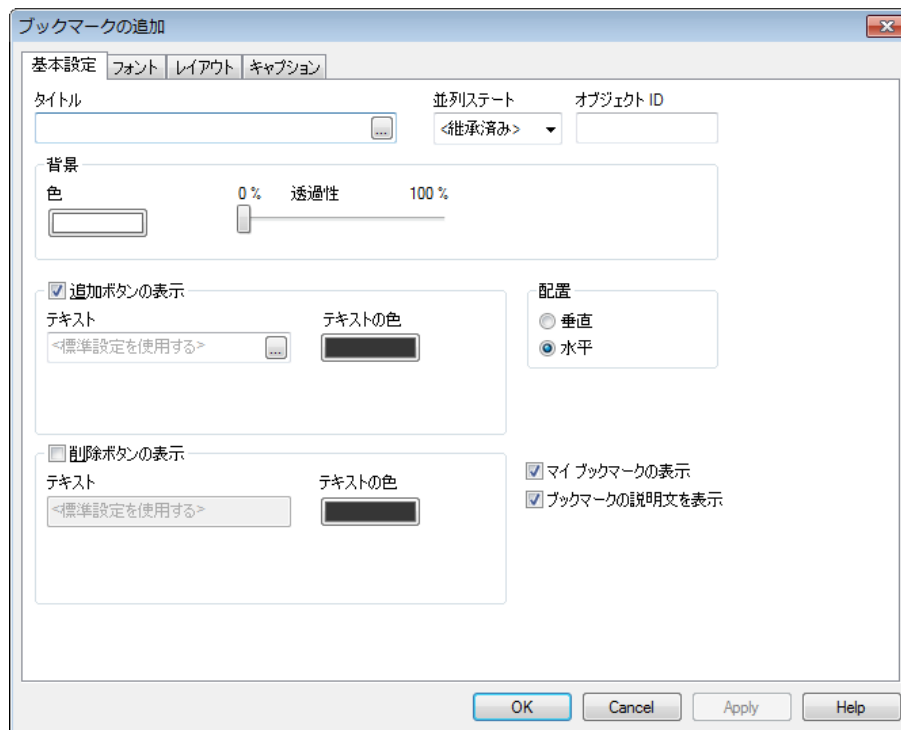 ブックマークの追加
基本設定 フォント レイアウト キャプション
タイトル 並列ステート オブジェクト ID
... <継承済み>
背景
色 0 % 透過性 100 %
追加ボタンの表示 配置
テキスト テキストの色 垂直
<標準設定を使用する> ... 水平
削除ボタンの表示
テキスト テキストの色 マイ ブックマークの表示
<標準設定を使用する> ブックマークの説明文を表示
OK Cancel Apply Help